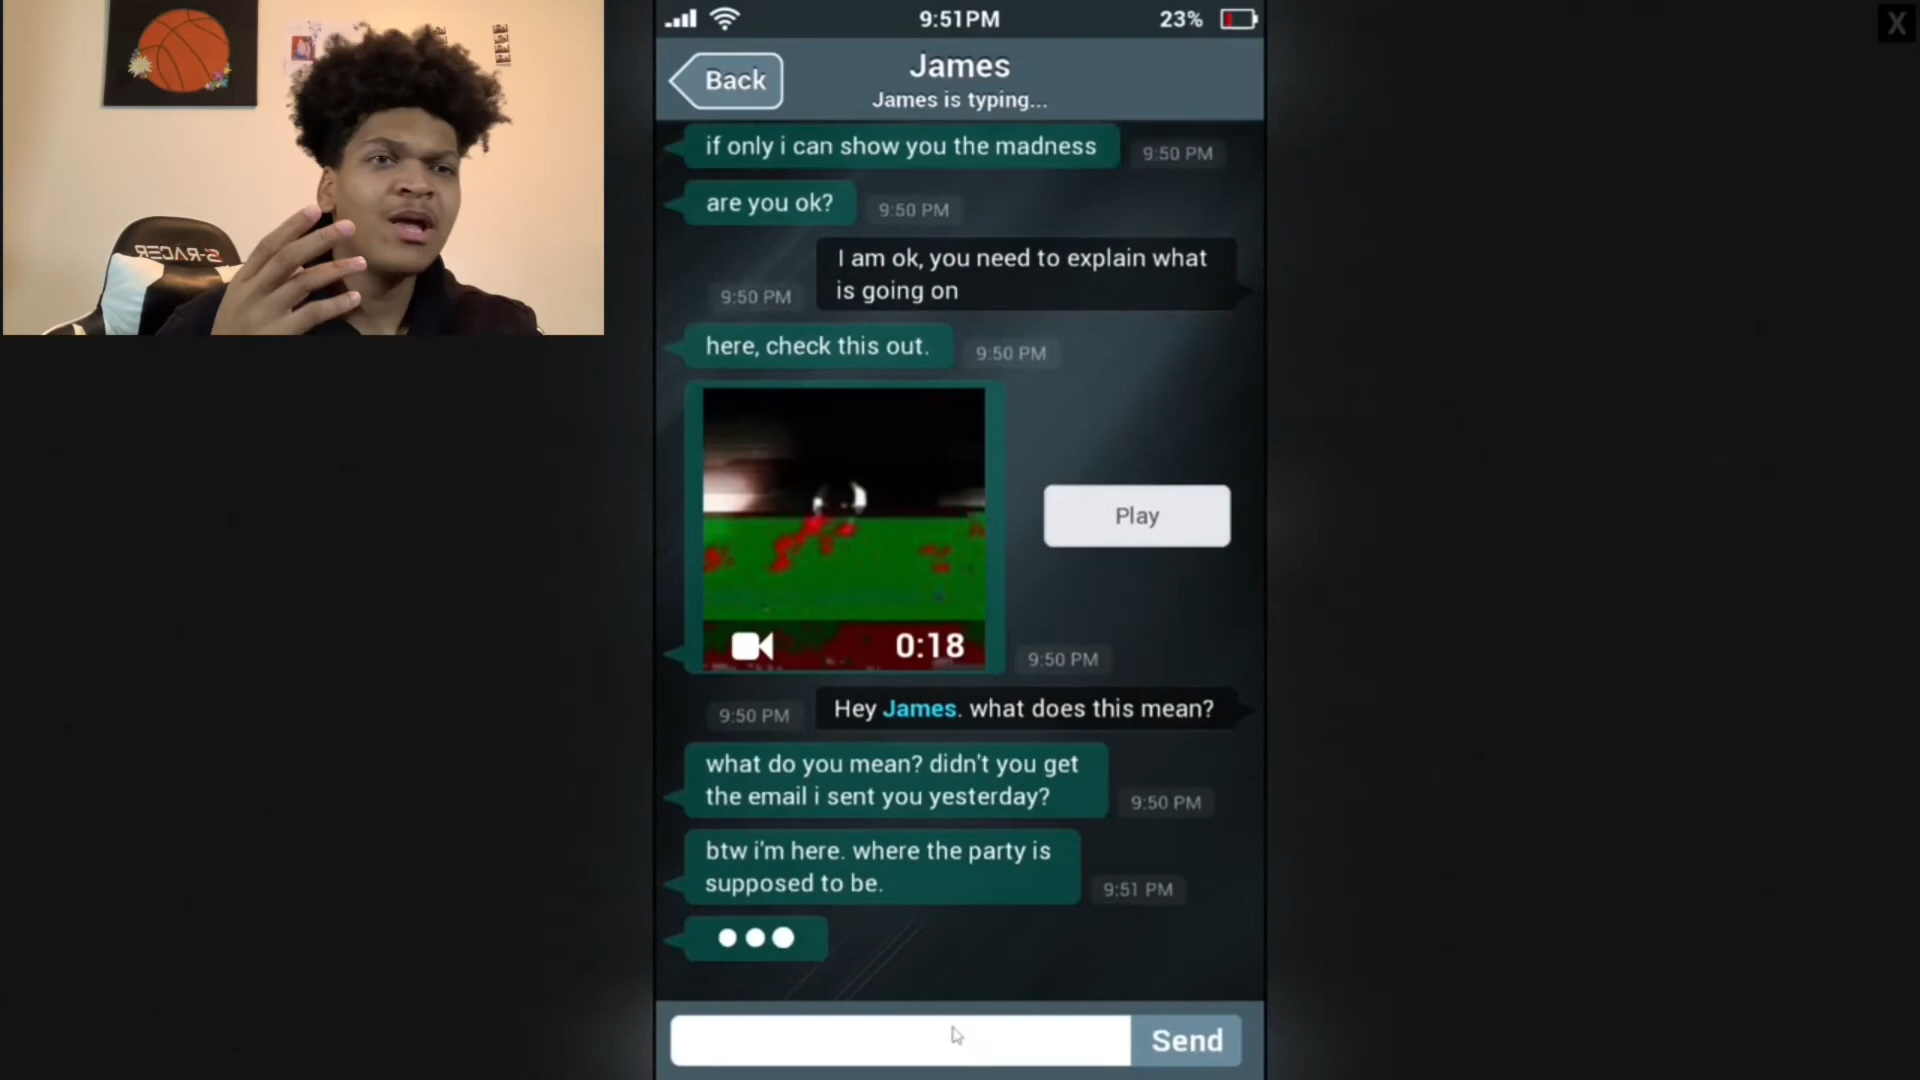 9:51PM
23%
X
Back
James
James is typing...
if only i can show you the madness
9:50 PM
are you ok?
9:50 PM
I am ok, you need to explain what
is going on
9:50 PM
here, check this out.
9:50 PM
Play
0:18
9:50 PM
9:50 PM
Hey James. what does this mean?
what do you mean? didn't you get
the email i sent you yesterday?
9:50 PM
btw i'm here. where the party is
supposed to be.
9:51 PM
Send
S-RACER